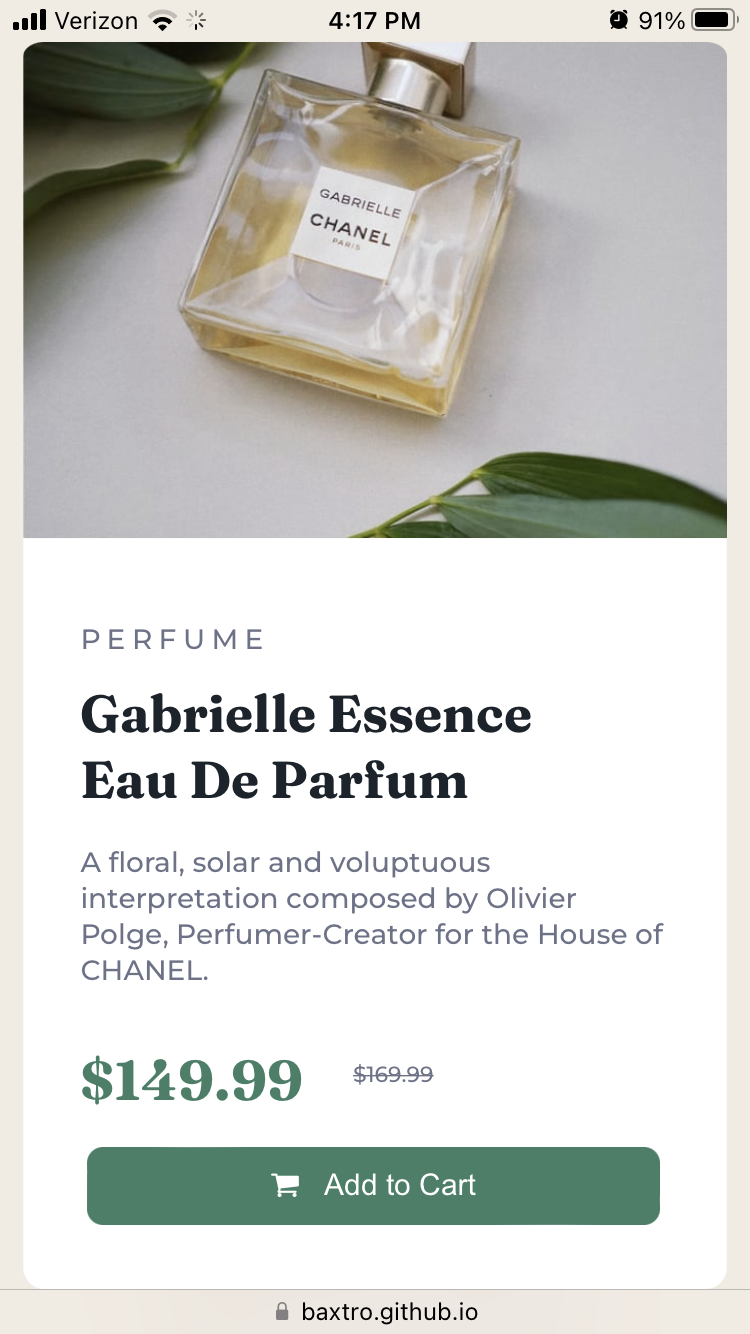 Verizon 4:17 PM 91%
GABRIELLE
CHANEL
PARIS
PERFUME
Gabrielle Essence
Eau De Parfum
A floral, solar and voluptuous
interpretation composed by Olivier
Polge, Perfumer-Creator for the House of
CHANEL.
$149.99 $169.99
Add to Cart
baxtro.github.io